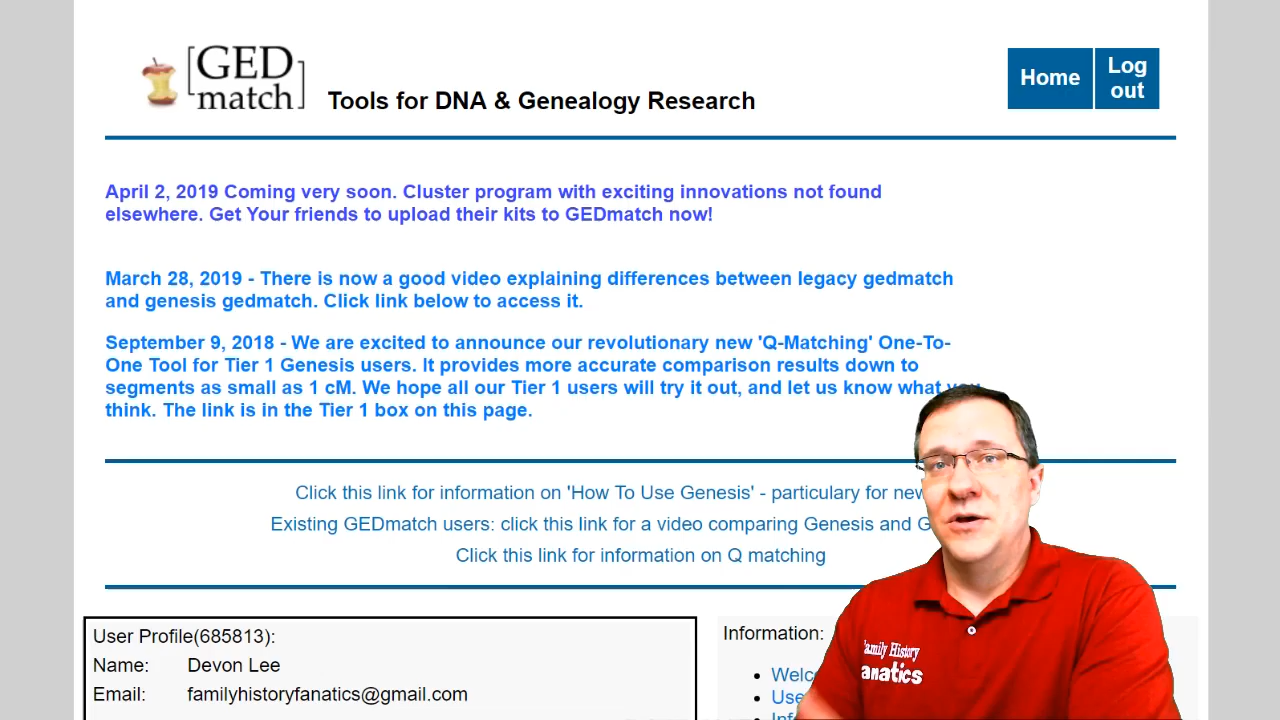 [GED match]
Tools for DNA & Genealogy Research
Home
Log out
April 2, 2019 Coming very soon. Cluster program with exciting innovations not found
elsewhere. Get Your friends to upload their kits to GEDmatch now!
March 28, 2019 - There is now a good video explaining differences between legacy gedmatch
and genesis gedmatch. Click link below to access it.
September 9, 2018 - We are excited to announce our revolutionary new 'Q-Matching' One-To-
One Tool for Tier 1 Genesis users. It provides more accurate comparison results down to
segments as small as 1 cM. We hope all our Tier 1 users will try it out, and let us know what you
think. The link is in the Tier 1 box on this page.
Click this link for information on 'How To Use Genesis' - particulary for new
Existing GEDmatch users: click this link for a video comparing Genesis and
Click this link for information on Q matching
User Profile(685813):
Name: Devon Lee
Email: familyhistoryfanatics@gmail.com
Information:
Family History
anatics